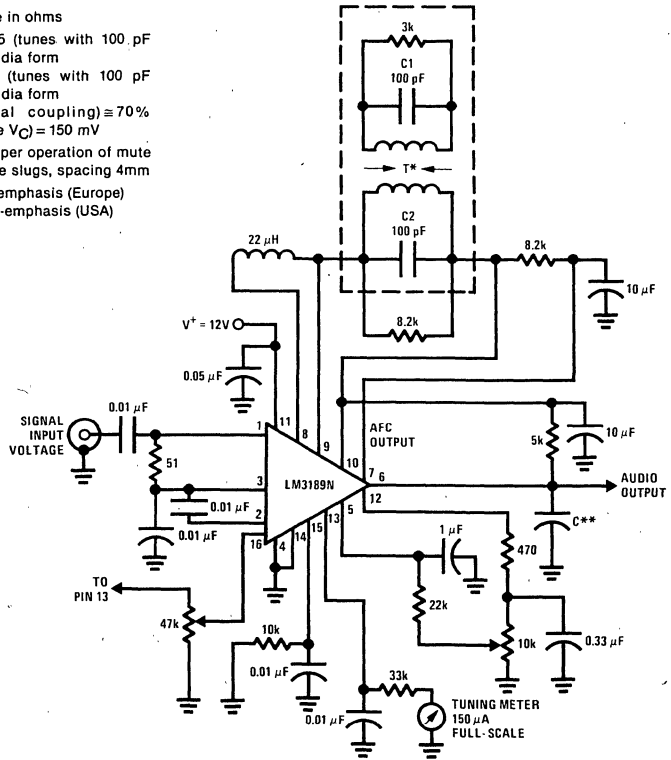 e in ohms
5 (tunes with 100 pF
dia form
(tunes with 100 pF
dia form
al coupling) ≅ 70%
e VC) = 150 mV
per operation of mute
e slugs, spacing 4mm
emphasis (Europe)
-emphasis (USA)
3k
C1
100 pF
T*
C2
100 pF
22 µH
8.2k
10 µF
8.2k
V+ = 12V
0.05 µF
0.01 µF
SIGNAL
INPUT
VOLTAGE
51
1
11
8
9
10
AFC
OUTPUT
7
6
12
5k
10 µF
AUDIO
OUTPUT
LM3189N
3
2
16
4
14
15
13
5
0.01 µF
0.01 µF
1 µF
C**
470
TO
PIN 13
47k
10k
22k
10k
0.33 µF
0.01 µF
33k
0.01 µF
TUNING METER
150 µA
FULL-SCALE